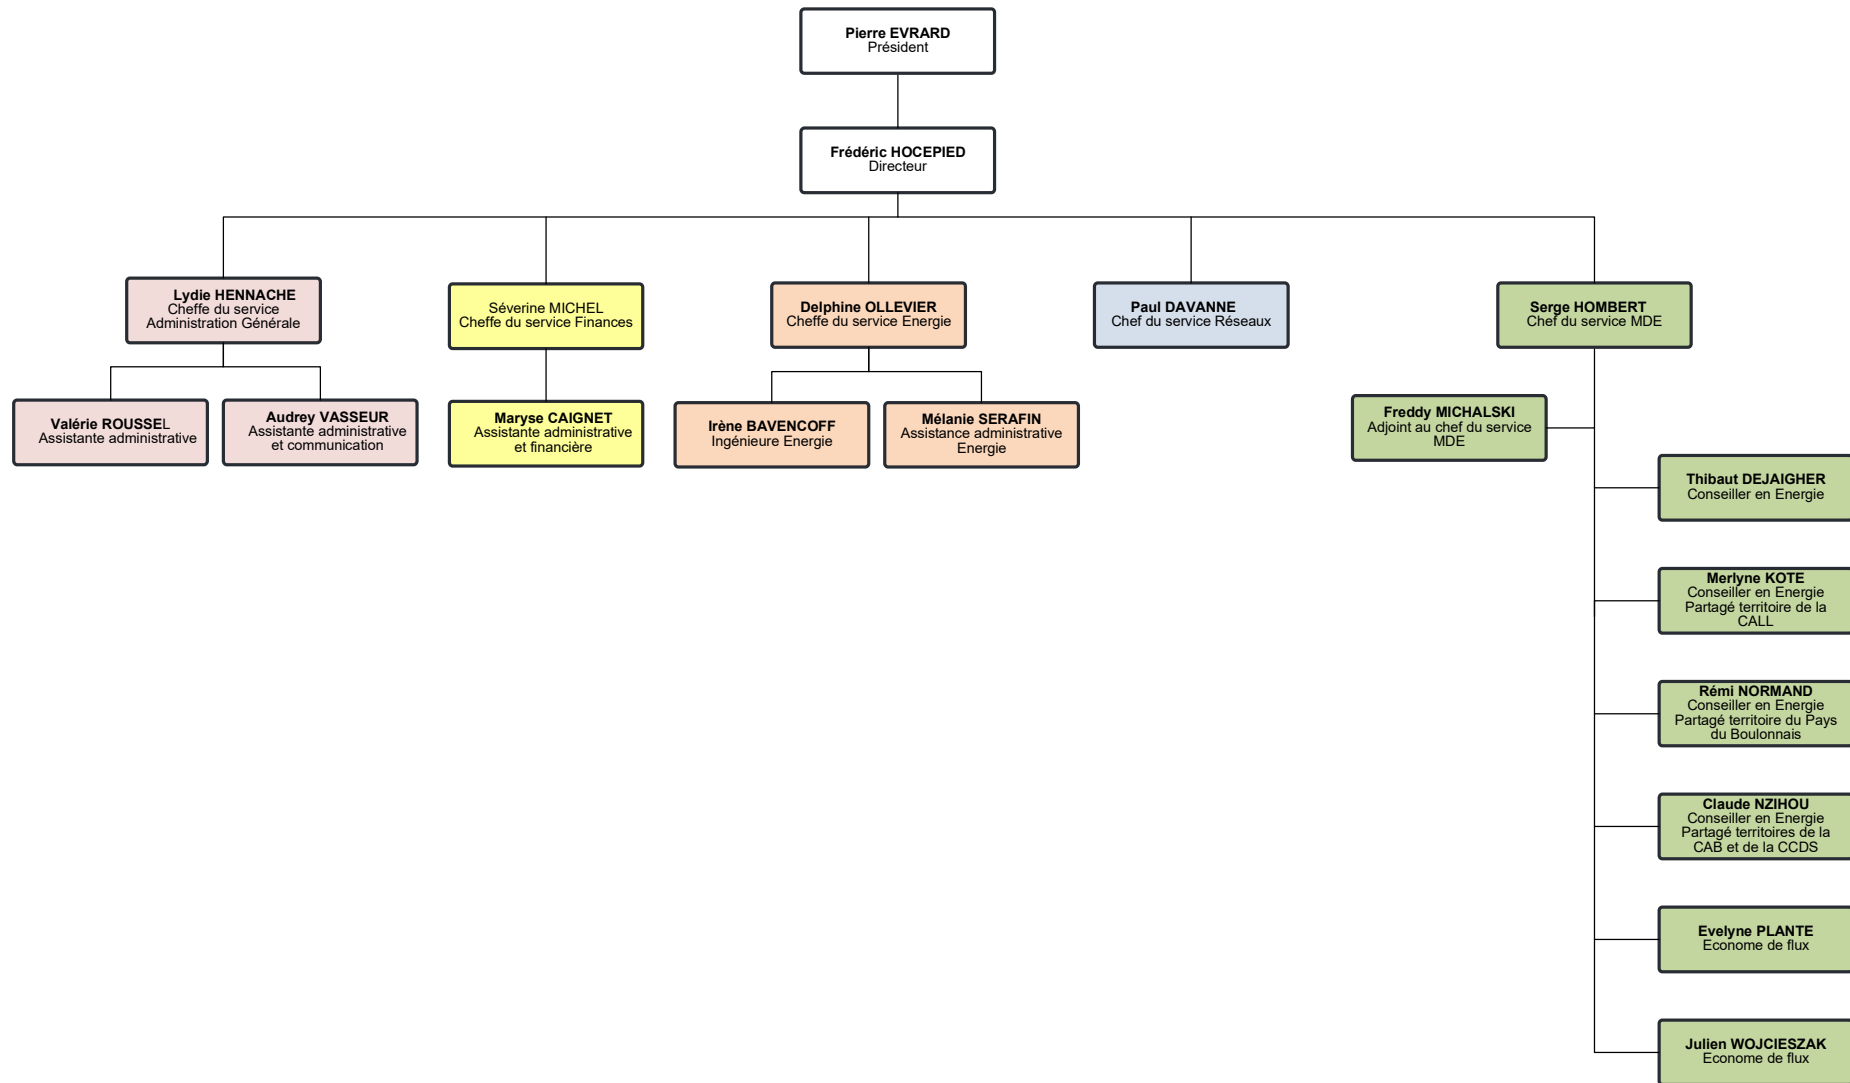 Pierre EVRARD
Président
Frédéric HOCEPIED
Directeur
Lydie HENNACHE
Cheffe du service
Administration Générale
Séverine MICHEL
Cheffe du service Finances
Delphine OLLEVIER
Cheffe du service Energie
Paul DAVANNE
Chef du service Réseaux
Serge HOMBERT
Chef du service MDE
Valérie ROUSSEL
Assistante administrative
Audrey VASSEUR
Assistante administrative
et communication
Maryse CAIGNET
Assistante administrative
et financière
Irène BAVENCOFF
Ingénieure Energie
Mélanie SERAFIN
Assistance administrative
Energie
Freddy MICHALSKI
Adjoint au chef du service
MDE
Thibaut DEJAIGHER
Conseiller en Energie
Merlyne KOTE
Conseiller en Energie
Partagé territoire de la
CALL
Rémi NORMAND
Conseiller en Energie
Partagé territoire du Pays
du Boulonnais
Claude NZIHOU
Conseiller en Energie
Partagé territoires de la
CAB et de la CCDS
Evelyne PLANTE
Econome de flux
Julien WOJCIESZAK
Econome de flux